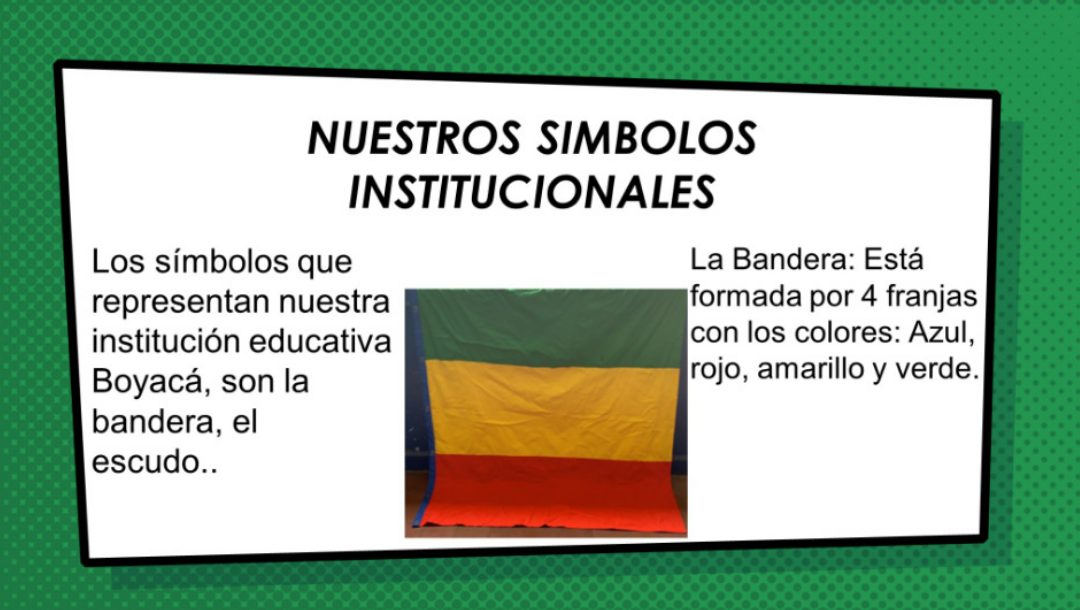 NUESTROS SIMBOLOS
INSTITUCIONALES
Los símbolos que
representan nuestra
institución educativa
Boyacá, son la
bandera, el
escudo..
La Bandera: Está
formada por 4 franjas
con los colores: Azul,
rojo, amarillo y verde.